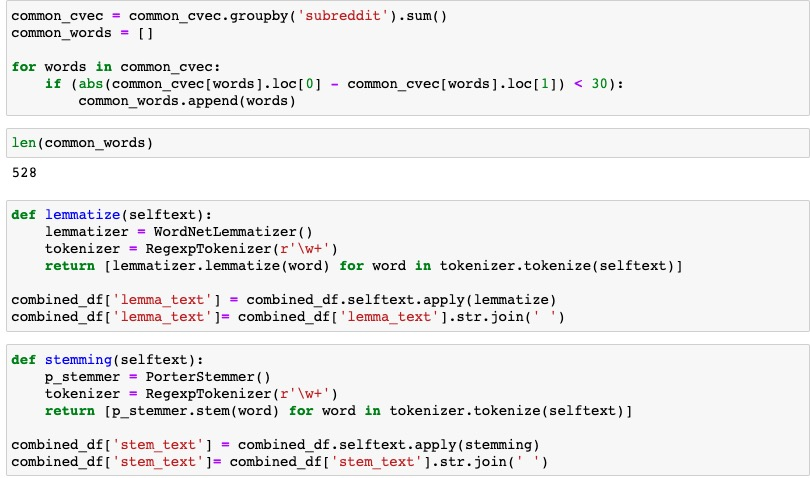 common_cvec = common_cvec.groupby('subreddit').sum()
common_words = []

for words in common_cvec:
    if (abs(common_cvec[words].loc[0] - common_cvec[words].loc[1]) < 30):
        common_words.append(words)

len(common_words)

528

def lemmatize(selftext):
    lemmatizer = WordNetLemmatizer()
    tokenizer = RegexpTokenizer(r'\w+')
    return [lemmatizer.lemmatize(word) for word in tokenizer.tokenize(selftext)]

combined_df['lemma_text'] = combined_df.selftext.apply(lemmatize)
combined_df['lemma_text']= combined_df['lemma_text'].str.join(' ')

def stemming(selftext):
    p_stemmer = PorterStemmer()
    tokenizer = RegexpTokenizer(r'\w+')
    return [p_stemmer.stem(word) for word in tokenizer.tokenize(selftext)]

combined_df['stem_text'] = combined_df.selftext.apply(stemming)
combined_df['stem_text']= combined_df['stem_text'].str.join(' ')